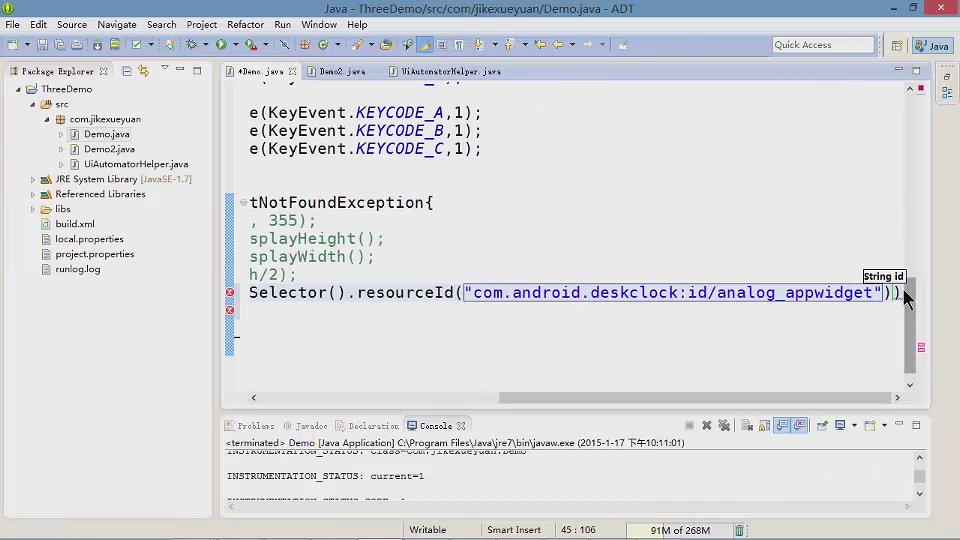 Java - ThreeDemo/src/com/jikexueyuan/Demo.java - ADT
File Edit Source Navigate Search Project Refactor Run Window Help
Quick Access
Java
Package Explorer
*Demo.java Demo2.java UiAutomatorHelper.java
ThreeDemo
src
com.jikexueyuan
Demo.java
Demo2.java
UiAutomatorHelper.java
JRE System Library [JavaSE-1.7]
Referenced Libraries
libs
build.xml
local.properties
project.properties
runlog.log
e(KeyEvent.KEYCODE_A,1);
e(KeyEvent.KEYCODE_B,1);
e(KeyEvent.KEYCODE_C,1);
tNotFoundException{
, 355);
splayHeight();
splayWidth();
h/2);
String id
Selector().resourceId("com.android.deskclock:id/analog_appwidget"))
Problems Javadoc Declaration Console
<terminated> Demo [Java Application] C:\Program Files\Java\jre7\bin\javaw.exe (2015-1-17 下午10:11:01)
INSTRUMENTATION_STATUS: class=com.jikexueyuan.Demo
INSTRUMENTATION_STATUS: current=1
Writable Smart Insert 45 : 106 91M of 268M